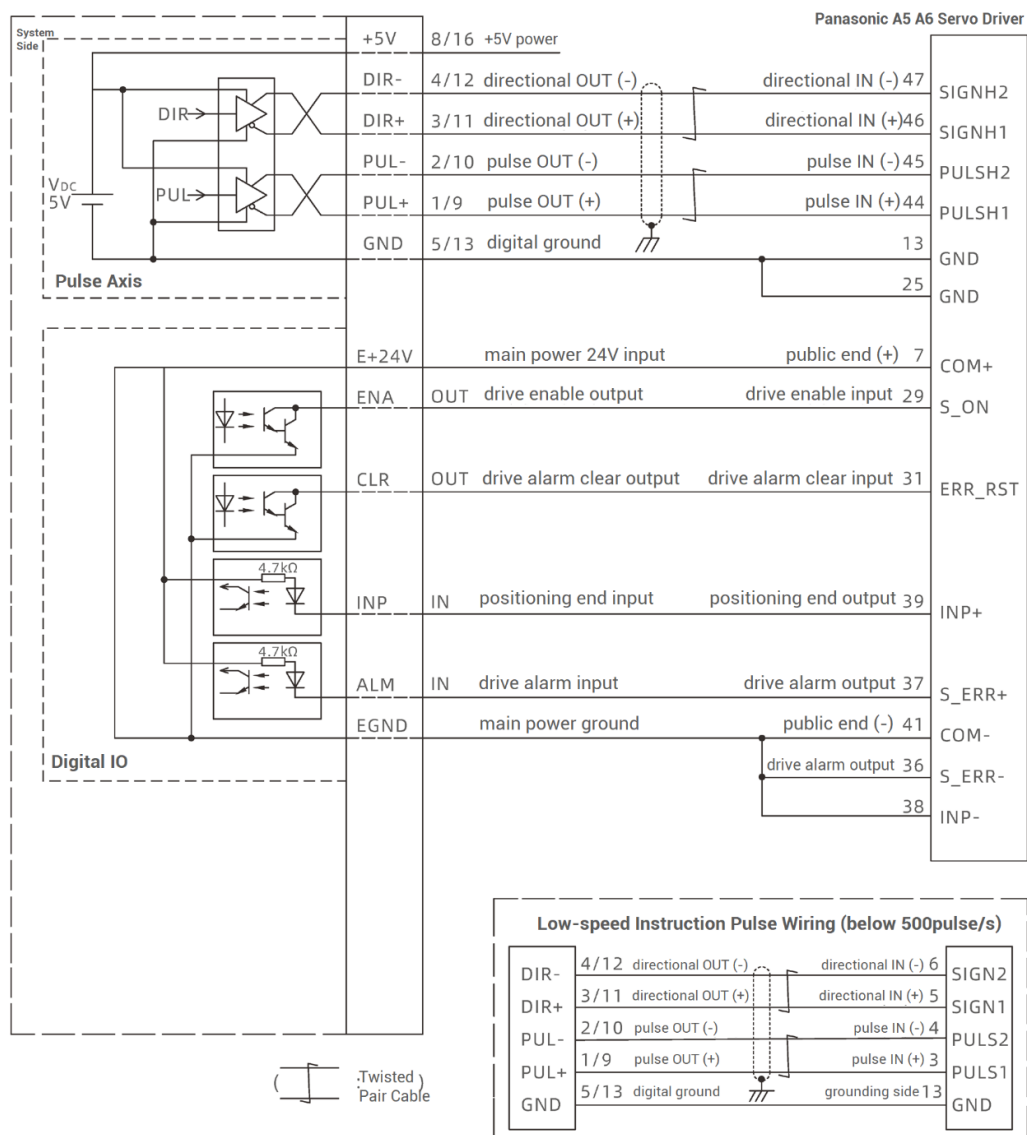 Panasonic A5 A6 Servo Driver
System
Side
+5V 8/16 +5V power
DIR- 4/12 directional OUT (-) directional IN (-) 47 SIGNH2
DIR
DIR+ 3/11 directional OUT (+) directional IN (+)46 SIGNH1
PUL- 2/10 pulse OUT (-) pulse IN (-) 45 PULSH2
VDC
5V
PUL
PUL+ 1/9 pulse OUT (+) pulse IN (+) 44 PULSH1
GND 5/13 digital ground 13 GND
Pulse Axis
25 GND
E+24V main power 24V input public end (+) 7 COM+
ENA OUT drive enable output drive enable input 29 S_ON
CLR OUT drive alarm clear output drive alarm clear input 31 ERR_RST
4.7kΩ
INP IN positioning end input positioning end output 39 INP+
4.7kΩ
ALM IN drive alarm input drive alarm output 37 S_ERR+
EGND main power ground public end (-) 41 COM-
Digital IO
drive alarm output 36 S_ERR-
38 INP-
Low-speed Instruction Pulse Wiring (below 500pulse/s)
DIR- 4/12 directional OUT (-) directional IN (-) 6 SIGN2
DIR+ 3/11 directional OUT (+) directional IN (+) 5 SIGN1
PUL- 2/10 pulse OUT (-) pulse IN (-) 4 PULS2
PUL+ 1/9 pulse OUT (+) pulse IN (+) 3 PULS1
GND 5/13 digital ground grounding side 13 GND
( :Twisted )
Pair Cable